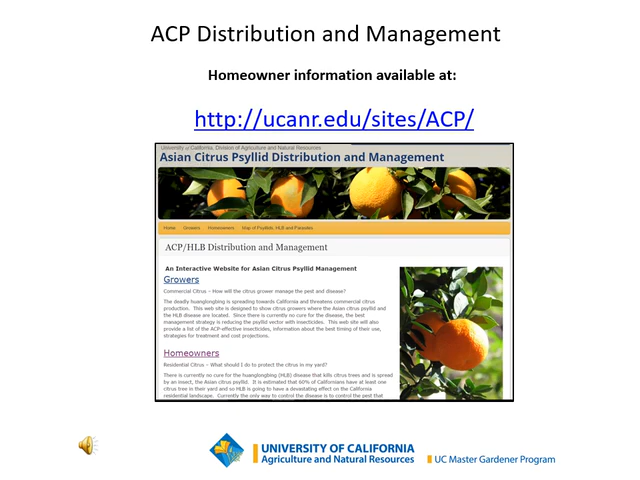 ACP Distribution and Management
Homeowner information available at:
http://ucanr.edu/sites/ACP/
University of California, Division of Agriculture and Natural Resources
Asian Citrus Psyllid Distribution and Management
Home Growers Homeowners Map of Psyllids, HLB and Parasites
ACP/HLB Distribution and Management
An Interactive Website for Asian Citrus Psyllid Management
Growers
Commercial Citrus – How will the citrus grower manage the pest and disease?
The deadly huanglongbing is spreading towards California and threatens commercial citrus
production. This web site is designed to show citrus growers where the Asian citrus psyllid and
the HLB disease are located. Since there is currently no cure for the disease, the best
management strategy is reducing the psyllid vector with insecticides. This web site will also
provide a list of the ACP-effective insecticides, information about the best timing of their use,
strategies for treatment and cost projections.
Homeowners
Residential Citrus – What should I do to protect the citrus in my yard?
There is currently no cure for the huanglongbing (HLB) disease that kills citrus trees and is spread
by an insect, the Asian citrus psyllid. It is estimated that 60% of Californians have at least one
citrus tree in their yard and so HLB is going to have a devastating effect on the California
residential landscape. Currently the only way to control the disease is to control the pest that
UNIVERSITY OF CALIFORNIA
Agriculture and Natural Resources
UC Master Gardener Program